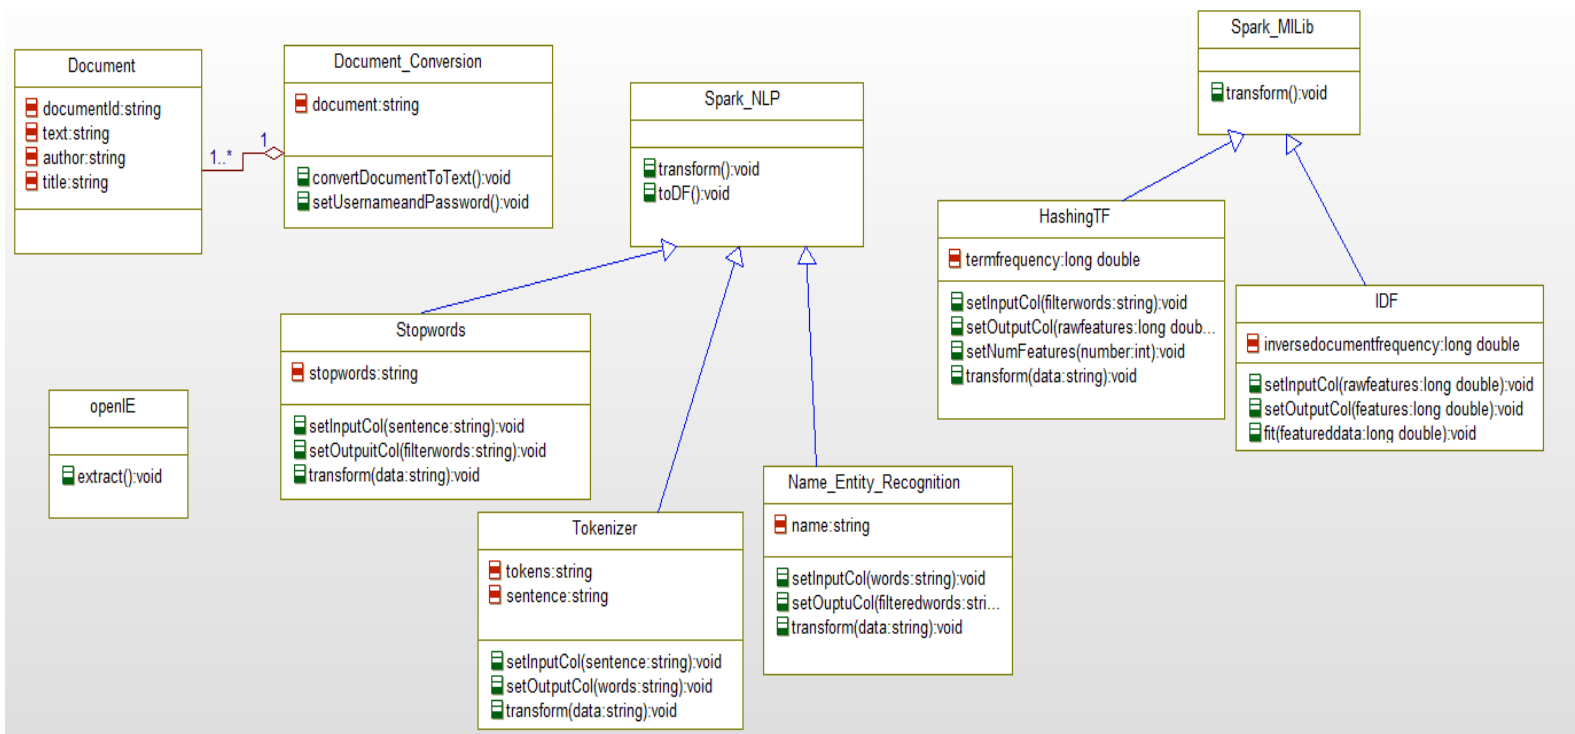 Document
documentId:string
text:string
author:string
title:string
1..*
1
Document_Conversion
document:string
convertDocumentToText():void
setUsernameandPassword():void
Spark_NLP
transform():void
toDF():void
Spark_MlLib
transform():void
HashingTF
termfrequency:long double
setInputCol(filterwords:string):void
setOutputCol(rawfeatures:long doub...
setNumFeatures(number:int):void
transform(data:string):void
IDF
inversedocumentfrequency:long double
setInputCol(rawfeatures:long double):void
setOutputCol(features:long double):void
fit(featureddata:long double):void
Stopwords
stopwords:string
setInputCol(sentence:string):void
setOutpuitCol(filterwords:string):void
transform(data:string):void
openIE
extract():void
Tokenizer
tokens:string
sentence:string
setInputCol(sentence:string):void
setOutputCol(words:string):void
transform(data:string):void
Name_Entity_Recognition
name:string
setInputCol(words:string):void
setOuptuCol(filteredwords:stri...
transform(data:string):void